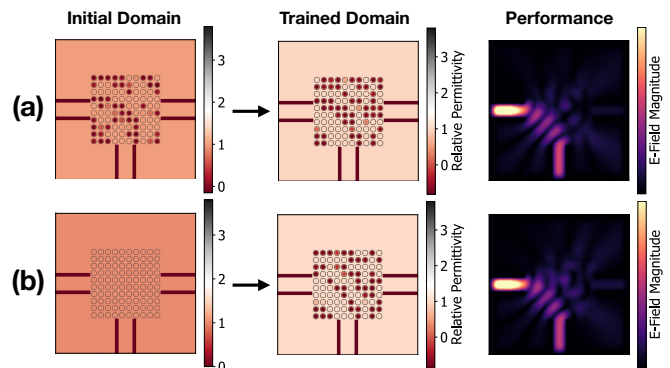 Initial Domain
Trained Domain
Performance
(a)
3
2
1
0
3
2
1
0
Relative Permittivity
E-Field Magnitude
(b)
3
2
1
0
3
2
1
0
Relative Permittivity
E-Field Magnitude